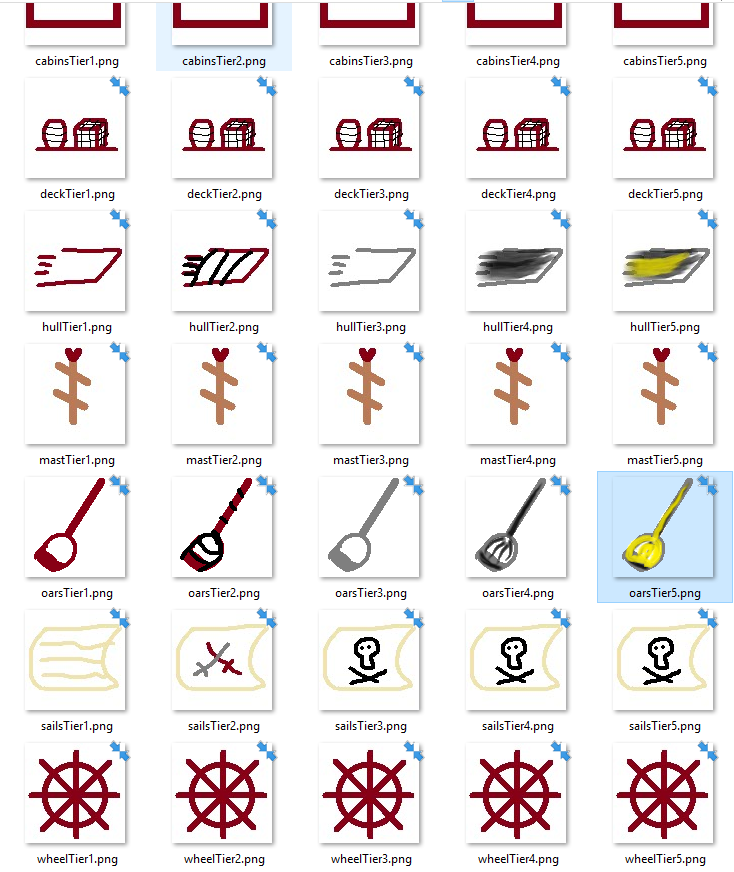 cabinsTier1.png
cabinsTier2.png
cabinsTier3.png
cabinsTier4.png
cabinsTier5.png
deckTier1.png
deckTier2.png
deckTier3.png
deckTier4.png
deckTier5.png
hullTier1.png
hullTier2.png
hullTier3.png
hullTier4.png
hullTier5.png
mastTier1.png
mastTier2.png
mastTier3.png
mastTier4.png
mastTier5.png
oarsTier1.png
oarsTier2.png
oarsTier3.png
oarsTier4.png
oarsTier5.png
sailsTier1.png
sailsTier2.png
sailsTier3.png
sailsTier4.png
sailsTier5.png
wheelTier1.png
wheelTier2.png
wheelTier3.png
wheelTier4.png
wheelTier5.png